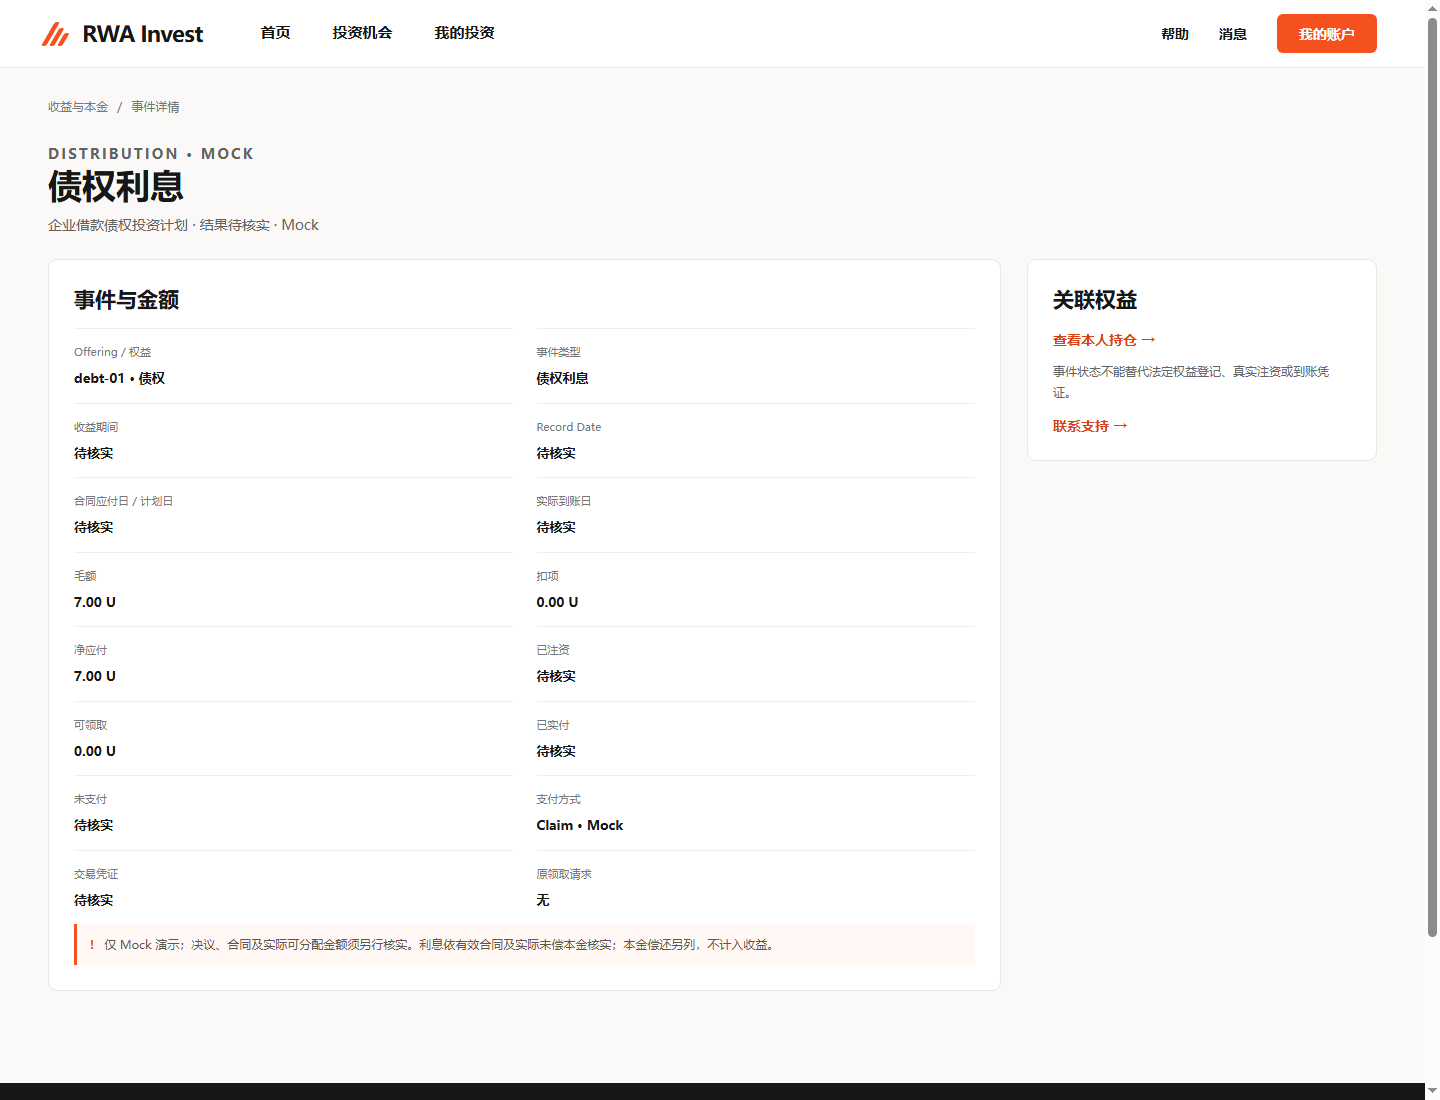 RWA Invest
首页
投资机会
我的投资
帮助
消息
我的账户
收益与本金 / 事件详情
DISTRIBUTION • MOCK
债权利息
企业借款债权投资计划 · 结果待核实 · Mock
事件与金额
Offering / 权益
debt-01 • 债权
事件类型
债权利息
收益期间
待核实
Record Date
待核实
合同应付日 / 计划日
待核实
实际到账日
待核实
毛额
7.00 U
扣项
0.00 U
净应付
7.00 U
已注资
待核实
可领取
0.00 U
已实付
待核实
未支付
待核实
支付方式
Claim • Mock
交易凭证
待核实
原领取请求
无
! 仅 Mock 演示；决议、合同及实际可分配金额须另行核实。利息依有效合同及实际未偿本金核实；本金偿还另列，不计入收益。
关联权益
查看本人持仓 →
事件状态不能替代法定权益登记、真实注资或到账凭
证。
联系支持 →